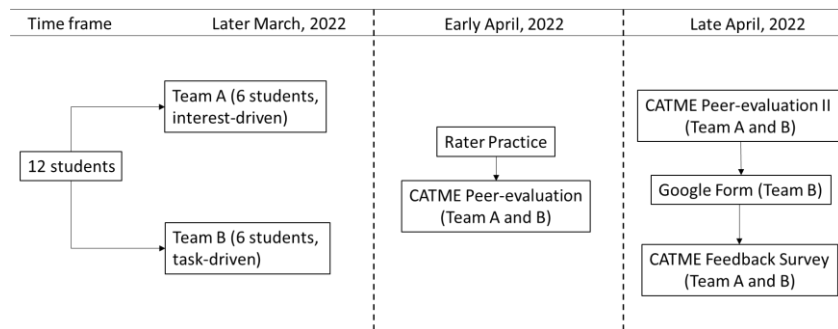 Time frame
Later March, 2022
Early April, 2022
Late April, 2022
12 students
Team A (6 students,
interest-driven)
Team B (6 students,
task-driven)
Rater Practice
CATME Peer-evaluation
(Team A and B)
CATME Peer-evaluation II
(Team A and B)
Google Form (Team B)
CATME Feedback Survey
(Team A and B)